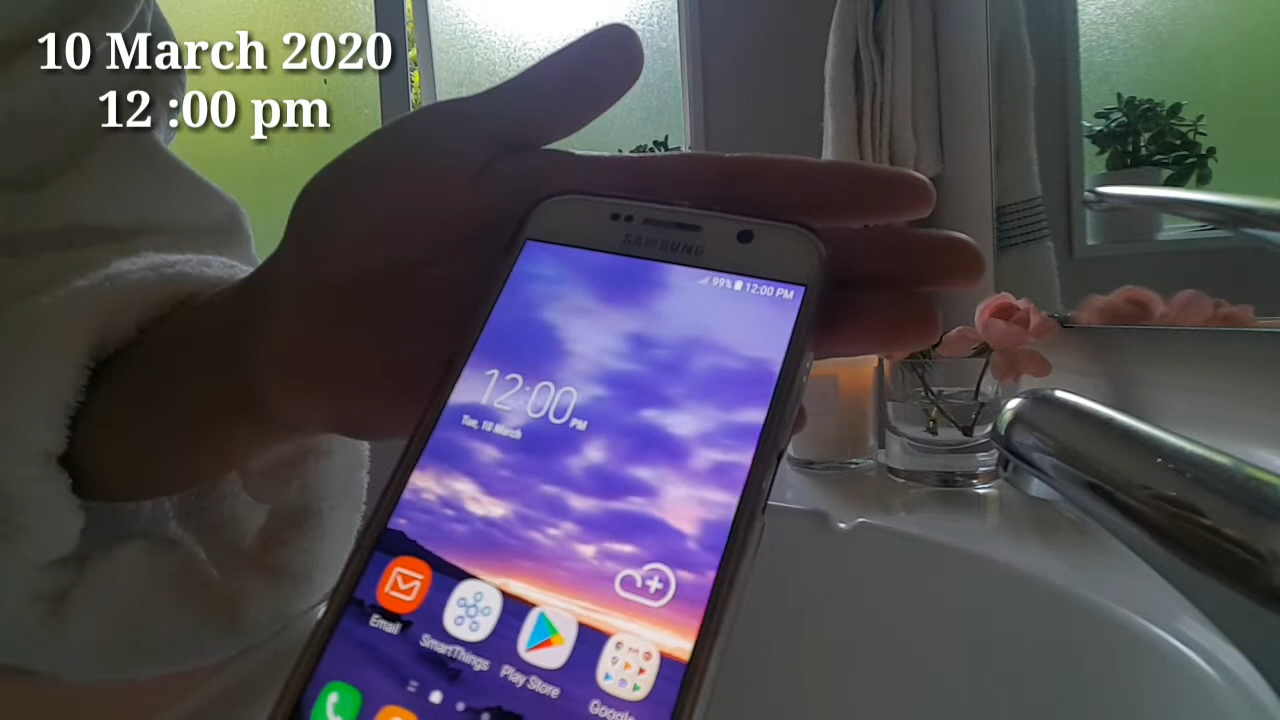 10 March 2020
12 :00 pm
SAMSUNG
99% 12:00 PM
12:00 PM
Tue, 10 March
Email
SmartThings
Play Store
Google